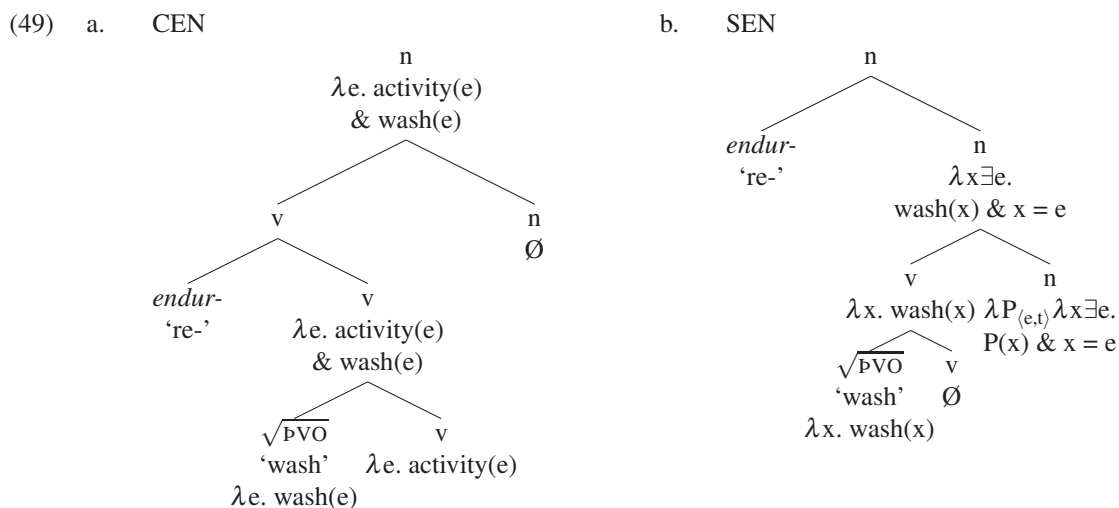 (49) a. CEN b. SEN
n
λe. activity(e)
& wash(e)
v
n
Ø
endur-
‘re-’
v
λe. activity(e)
& wash(e)
√ÞVO
‘wash’
λe. wash(e)
v
λe. activity(e)
n
endur-
‘re-’
n
λx∃e.
wash(x) & x = e
v
λx. wash(x)
n
λP⟨e,t⟩λx∃e.
P(x) & x = e
√ÞVO
‘wash’
λx. wash(x)
v
Ø